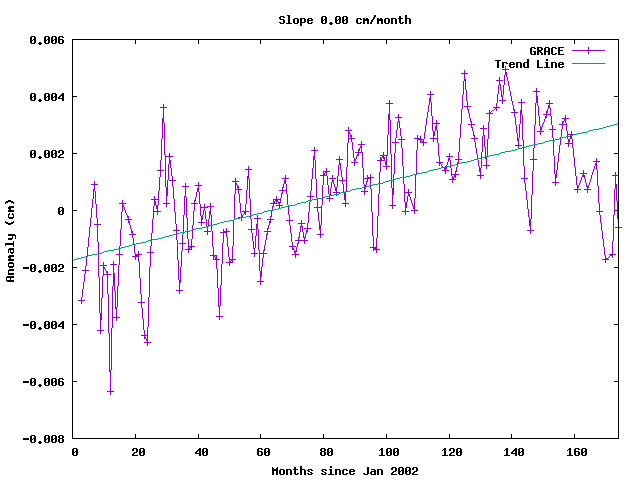 Slope 0.00 cm/month
GRACE
Trend Line
0.006
0.004
0.002
0
-0.002
-0.004
-0.006
-0.008
Anomaly (cm)
0 20 40 60 80 100 120 140 160
Months since Jan 2002